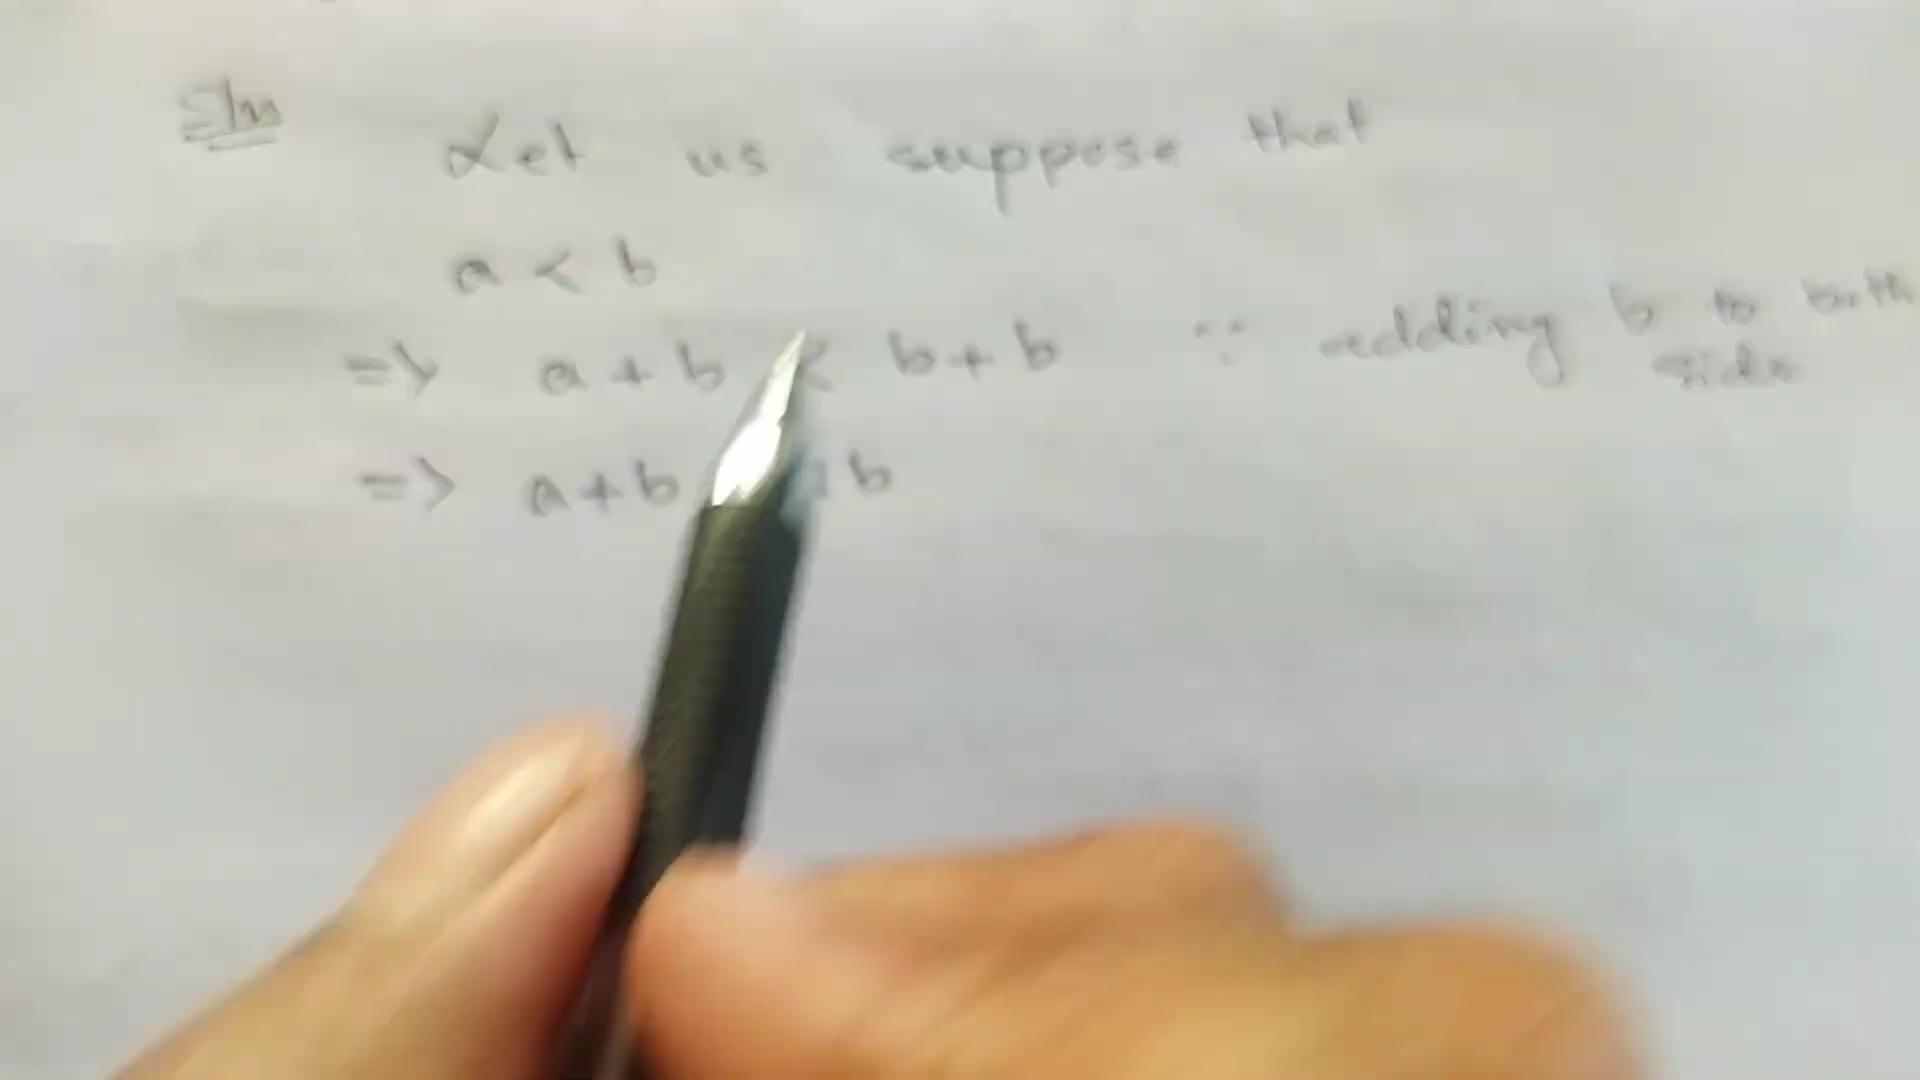 Sln
Let us suppose that
a < b
=> a + b < b + b ∵ adding b to both
side
=> a + b b